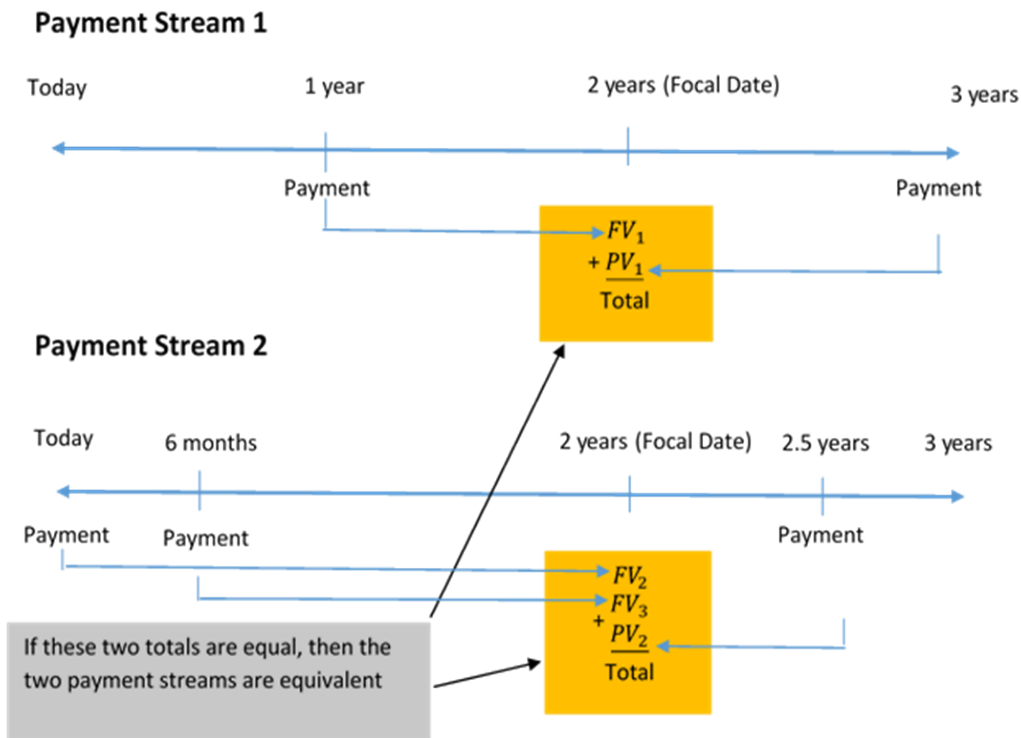 Payment Stream 1
Today 1 year 2 years (Focal Date) 3 years
Payment Payment
FV₁
+ PV₁
Total
Payment Stream 2
Today 6 months 2 years (Focal Date) 2.5 years 3 years
Payment Payment Payment
FV₂
FV₃
+
PV₂
Total
If these two totals are equal, then the
two payment streams are equivalent